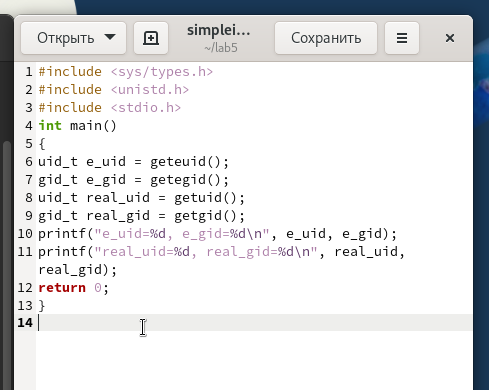 Открыть
simplei...
~/lab5
Сохранить
1 #include <sys/types.h>
2 #include <unistd.h>
3 #include <stdio.h>
4 int main()
5 {
6 uid_t e_uid = geteuid();
7 gid_t e_gid = getegid();
8 uid_t real_uid = getuid();
9 gid_t real_gid = getgid();
10 printf("e_uid=%d, e_gid=%d\n", e_uid, e_gid);
11 printf("real_uid=%d, real_gid=%d\n", real_uid,
real_gid);
12 return 0;
13 }
14